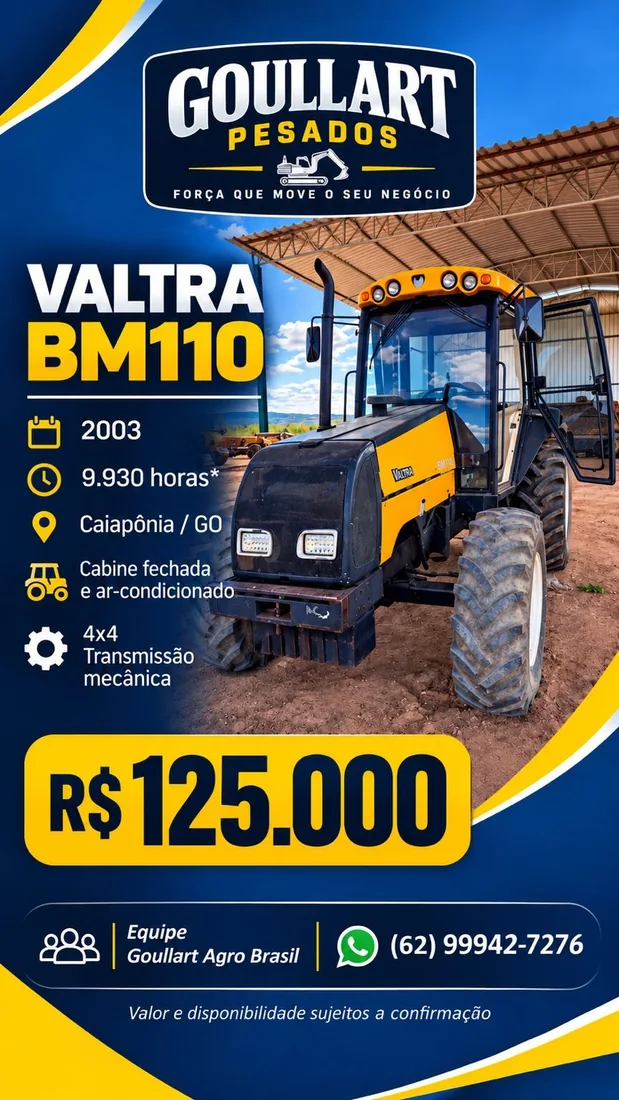 GOULLART
PESADOS
FORÇA QUE MOVE O SEU NEGÓCIO
VALTRA
BM110
2003
9.930 horas*
Caiapônia / GO
Cabine fechada
e ar-condicionado
4x4
Transmissão
mecânica
VALTRA
R$125.000
Equipe
Goullart Agro Brasil
(62) 99942-7276
Valor e disponibilidade sujeitos a confirmação